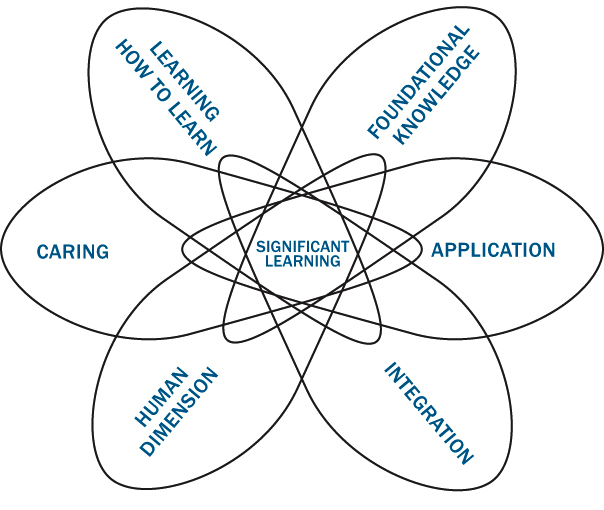 LEARNING
HOW TO LEARN
FOUNDATIONAL
KNOWLEDGE
CARING
SIGNIFICANT
LEARNING
APPLICATION
HUMAN
DIMENSION
INTEGRATION